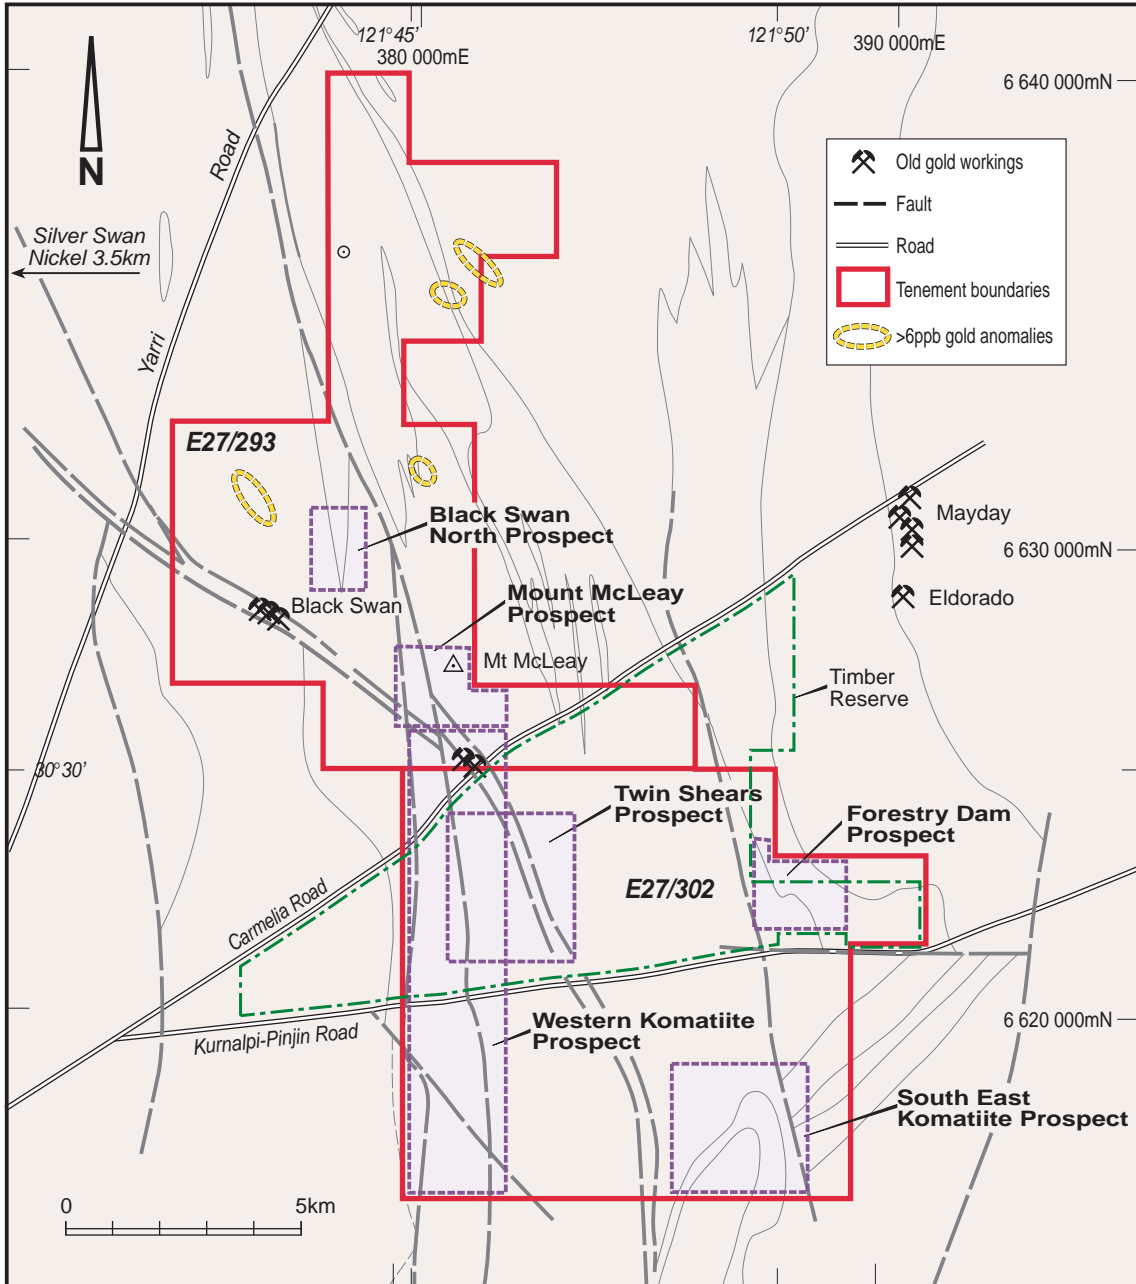 121°45'
380 000mE
121°50'
390 000mE
6 640 000mN
N
Road
Yarri
Silver Swan
Nickel 3.5km
Old gold workings
Fault
Road
Tenement boundaries
>6ppb gold anomalies
E27/293
Black Swan
North Prospect
Mayday
6 630 000mN
Mount McLeay
Prospect
Black Swan
Eldorado
Mt McLeay
Timber
Reserve
30°30'
Twin Shears
Prospect
Forestry Dam
Prospect
E27/302
Carmelia Road
Western Komatiite
Prospect
6 620 000mN
Kurnalpi-Pinjin Road
South East
Komatiite Prospect
0
5km